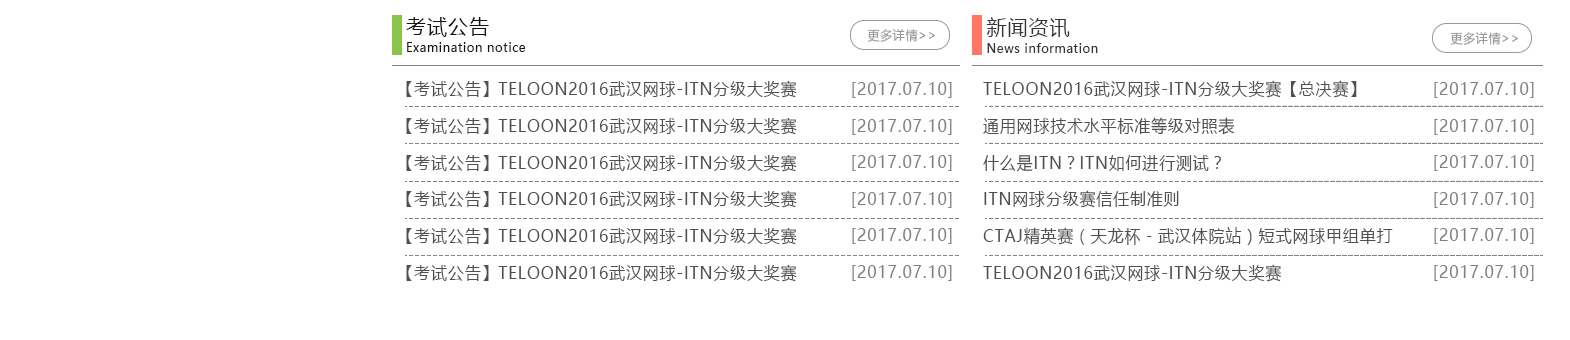 考试公告
Examination notice
更多详情>>
【考试公告】TELOON2016武汉网球-ITN分级大奖赛 [2017.07.10]
【考试公告】TELOON2016武汉网球-ITN分级大奖赛 [2017.07.10]
【考试公告】TELOON2016武汉网球-ITN分级大奖赛 [2017.07.10]
【考试公告】TELOON2016武汉网球-ITN分级大奖赛 [2017.07.10]
【考试公告】TELOON2016武汉网球-ITN分级大奖赛 [2017.07.10]
【考试公告】TELOON2016武汉网球-ITN分级大奖赛 [2017.07.10]
新闻资讯
News information
更多详情>>
TELOON2016武汉网球-ITN分级大奖赛【总决赛】 [2017.07.10]
通用网球技术水平标准等级对照表 [2017.07.10]
什么是ITN？ITN如何进行测试？ [2017.07.10]
ITN网球分级赛信任制准则 [2017.07.10]
CTAJ精英赛（天龙杯－武汉体院站）短式网球甲组单打 [2017.07.10]
TELOON2016武汉网球-ITN分级大奖赛 [2017.07.10]